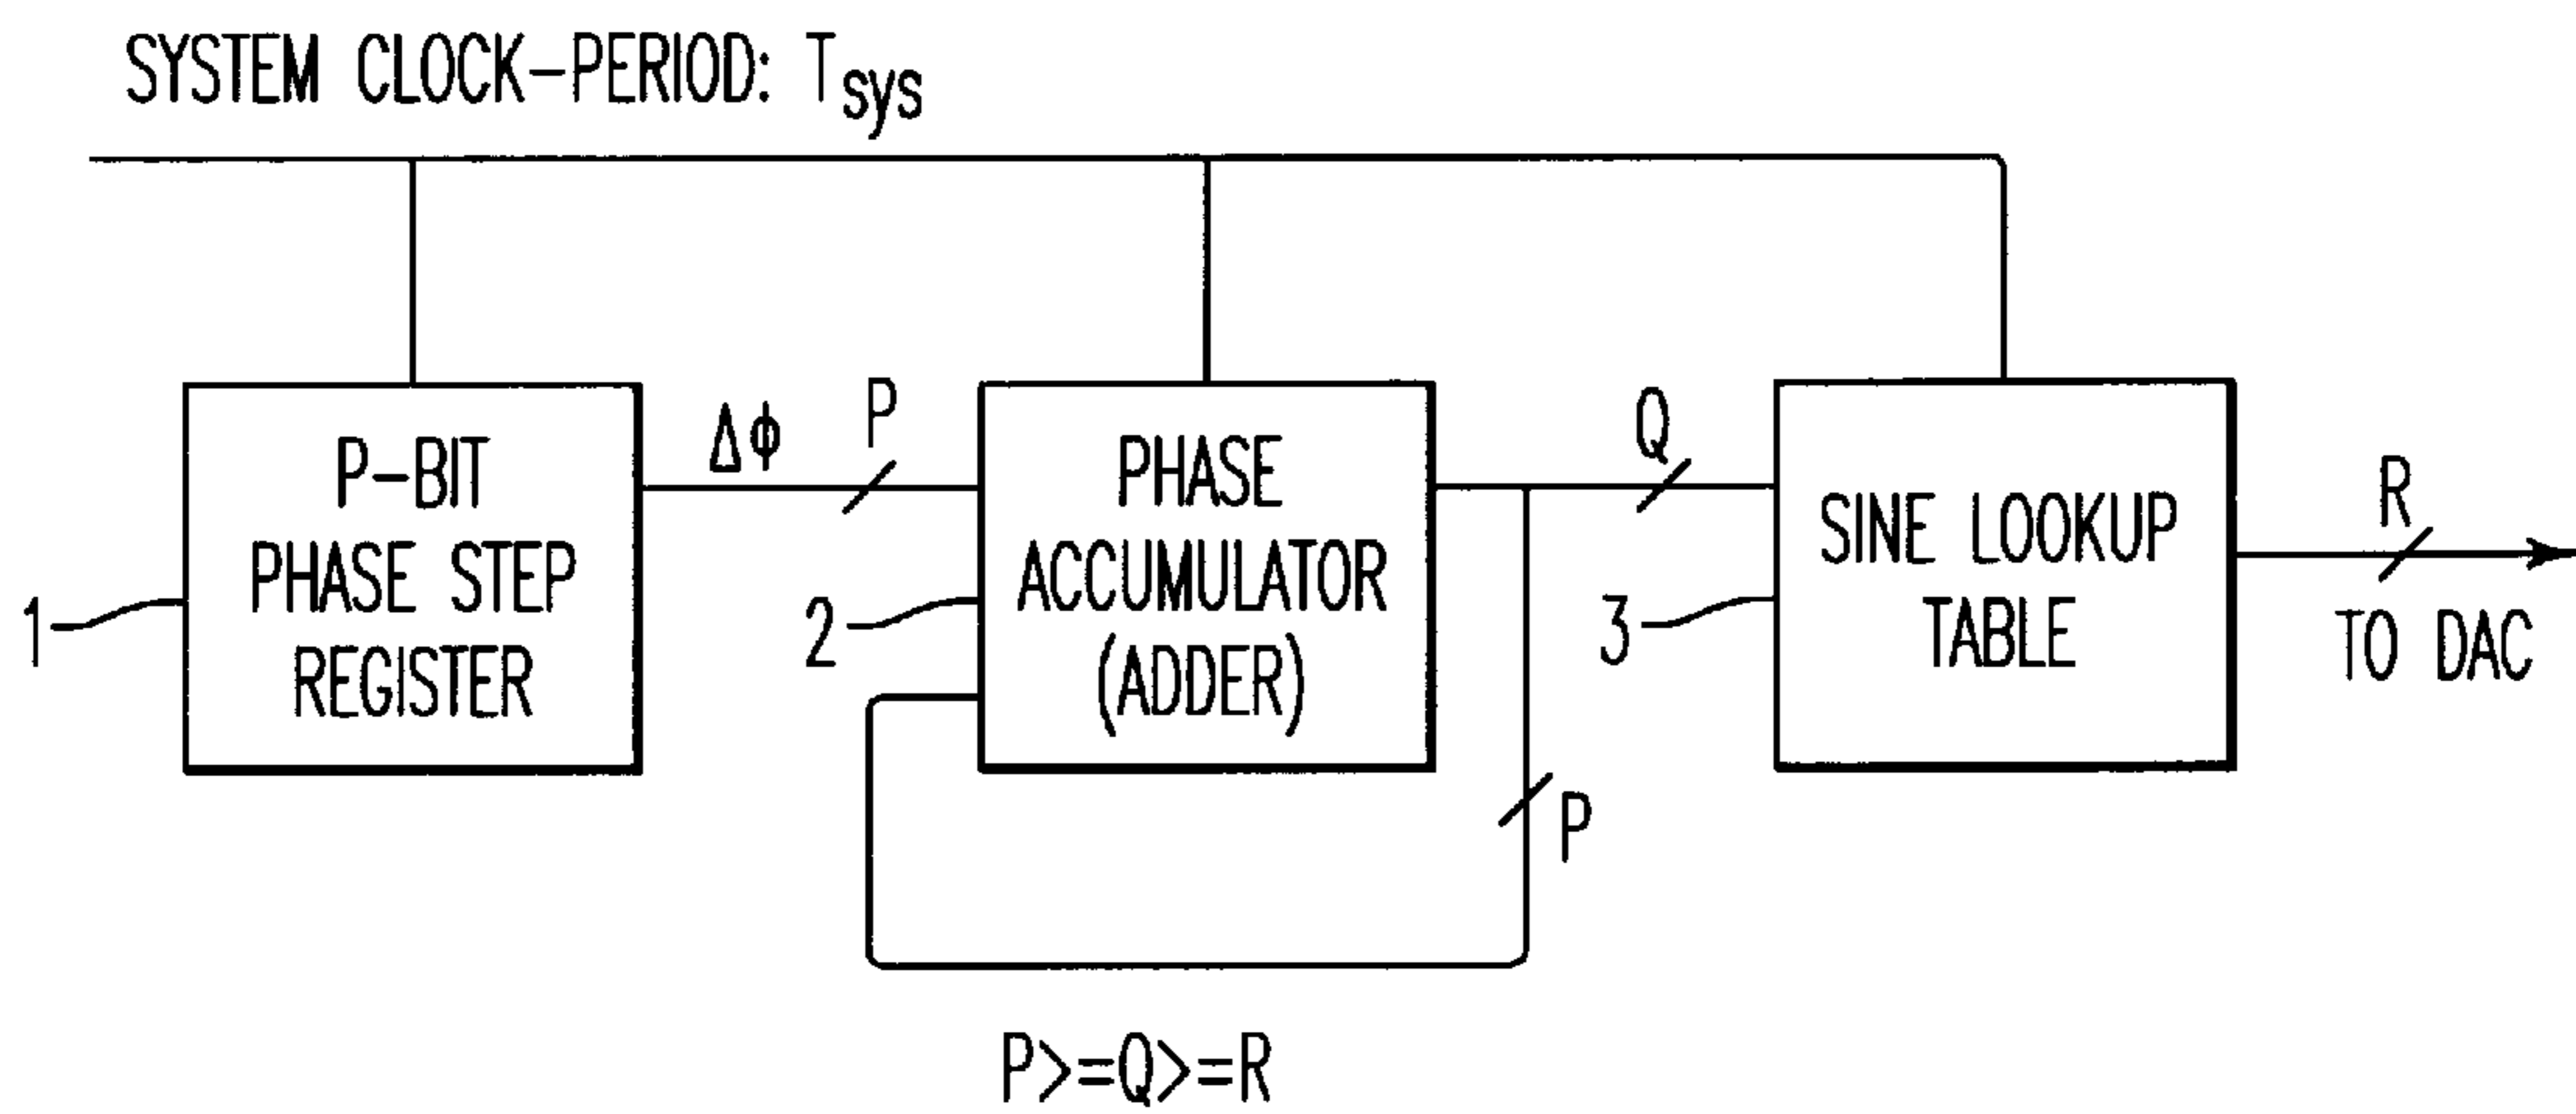 SYSTEM CLOCK-PERIOD: Tsys
P-BIT
PHASE STEP
REGISTER
1
Δϕ
P
PHASE
ACCUMULATOR
(ADDER)
2
P
Q
SINE LOOKUP
TABLE
3
R
TO DAC
P>=Q>=R